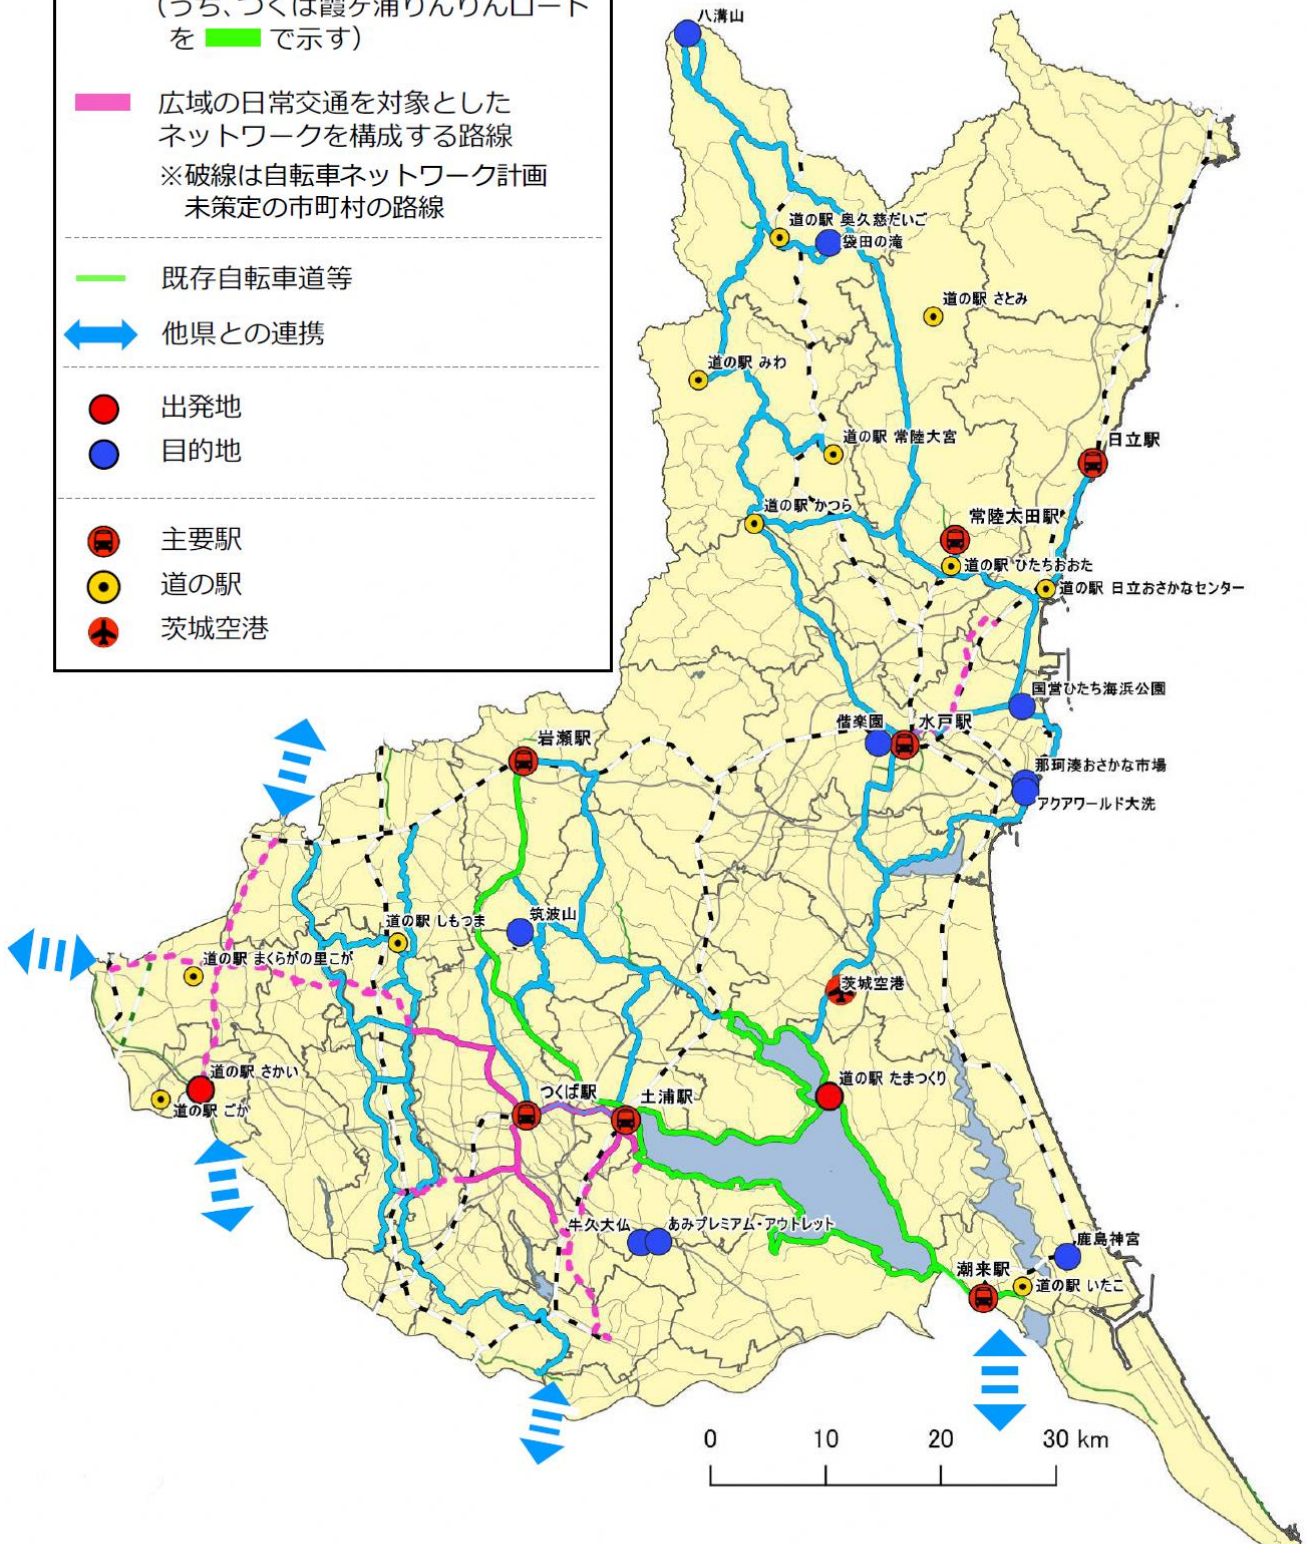 (うち、つくば霞ヶ浦りんりんロード
を で示す)
広域の日常交通を対象とした
ネットワークを構成する路線
※破線は自転車ネットワーク計画
未策定の市町村の路線
既存自転車道等
他県との連携
出発地
目的地
主要駅
道の駅
茨城空港
八溝山
道の駅 奥久慈だいご
袋田の滝
道の駅 さとみ
道の駅 みわ
道の駅 常陸大宮
日立駅
道の駅 かつら
常陸太田駅
道の駅 ひたちおおた
道の駅 日立おさかなセンター
国営ひたち海浜公園
偕楽園
水戸駅
岩瀬駅
那珂湊おさかな市場
アクアワールド大洗
筑波山
道の駅 しもつま
道の駅 まくらがの里こが
茨城空港
道の駅 さかい
道の駅 たまつくり
つくば駅
土浦駅
道の駅 ごか
牛久大仏
あみプレミアム・アウトレット
鹿島神宮
潮来駅
道の駅 いたこ
0 10 20 30 km